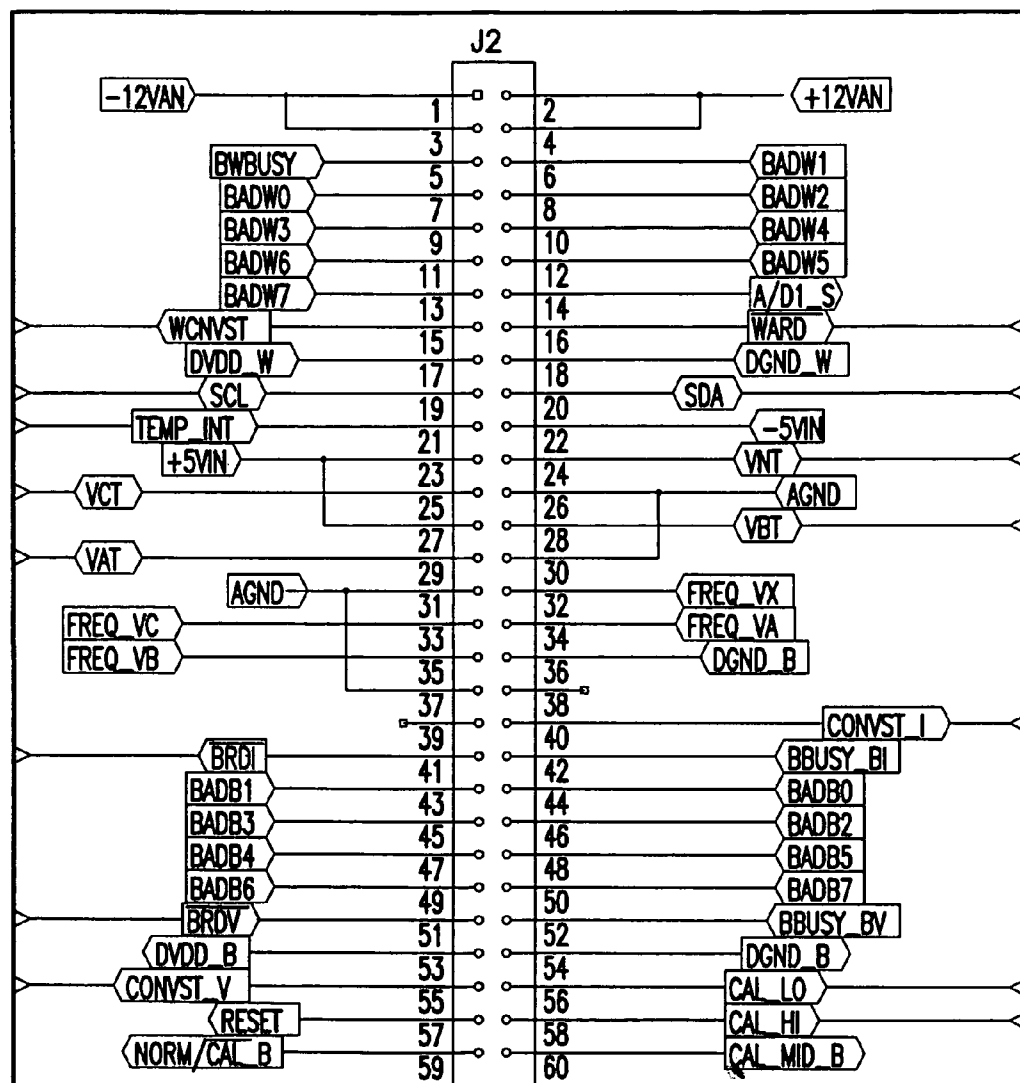 J2
-12VAN +12VAN
1 2
3 4
BWBUSY BADW1
5 6
BADW0 BADW2
7 8
BADW3 BADW4
9 10
BADW6 BADW5
11 12
BADW7 A/D1_S
13 14
WCNVST WARD
15 16
DVDD_W DGND_W
17 18
SCL SDA
19 20
TEMP_INT -5VIN
21 22
+5VIN VNT
23 24
VCT AGND
25 26
VBT
27 28
VAT
29 30
AGND FREQ_VX
31 32
FREQ_VC FREQ_VA
33 34
FREQ_VB DGND_B
35 36
37 38
CONVST_I
39 40
BRDI BBUSY_BI
41 42
BADB1 BADB0
43 44
BADB3 BADB2
45 46
BADB4 BADB5
47 48
BADB6 BADB7
49 50
BRDV BBUSY_BV
51 52
DVDD_B DGND_B
53 54
CONVST_V CAL_LO
55 56
RESET CAL_HI
57 58
NORM/CAL_B CAL_MID_B
59 60